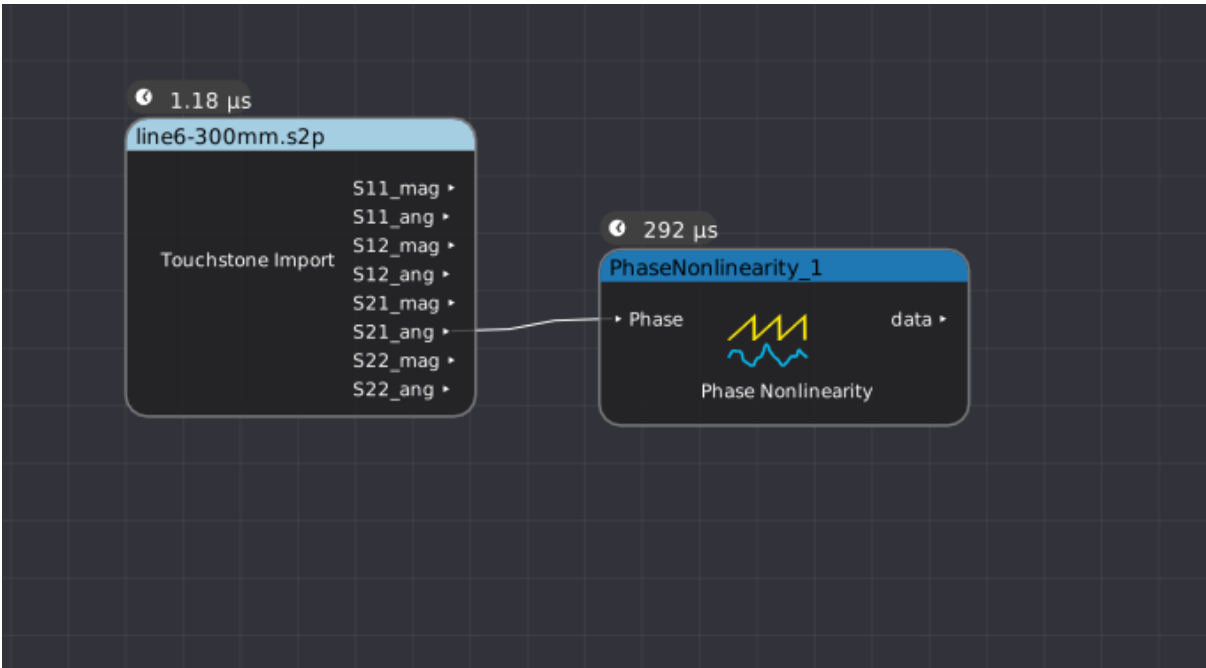 1.18 µs
line6-300mm.s2p
Touchstone Import
S11_mag
S11_ang
S12_mag
S12_ang
S21_mag
S21_ang
S22_mag
S22_ang
292 µs
PhaseNonlinearity_1
Phase
data
Phase Nonlinearity